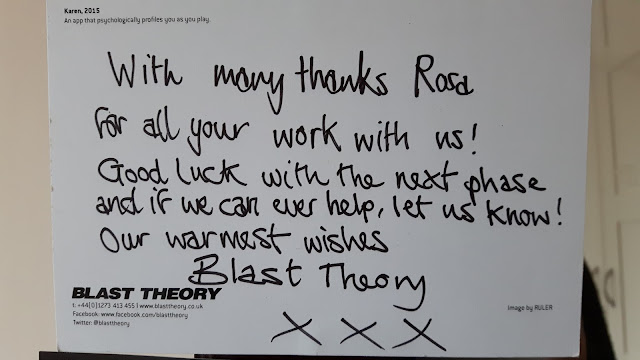 Karen, 2015
An app that psychologically profiles you as you play.
With many thanks Rosa
for all your work with us!
Good luck with the next phase
and if we can ever help, let us know!
Our warmest wishes
Blast Theory
BLAST THEORY
t: +44(0)1273 413 455 | www.blasttheory.co.uk
Facebook: www.facebook.com/blasttheory
Twitter: @blasttheory
image by RULER
X X X